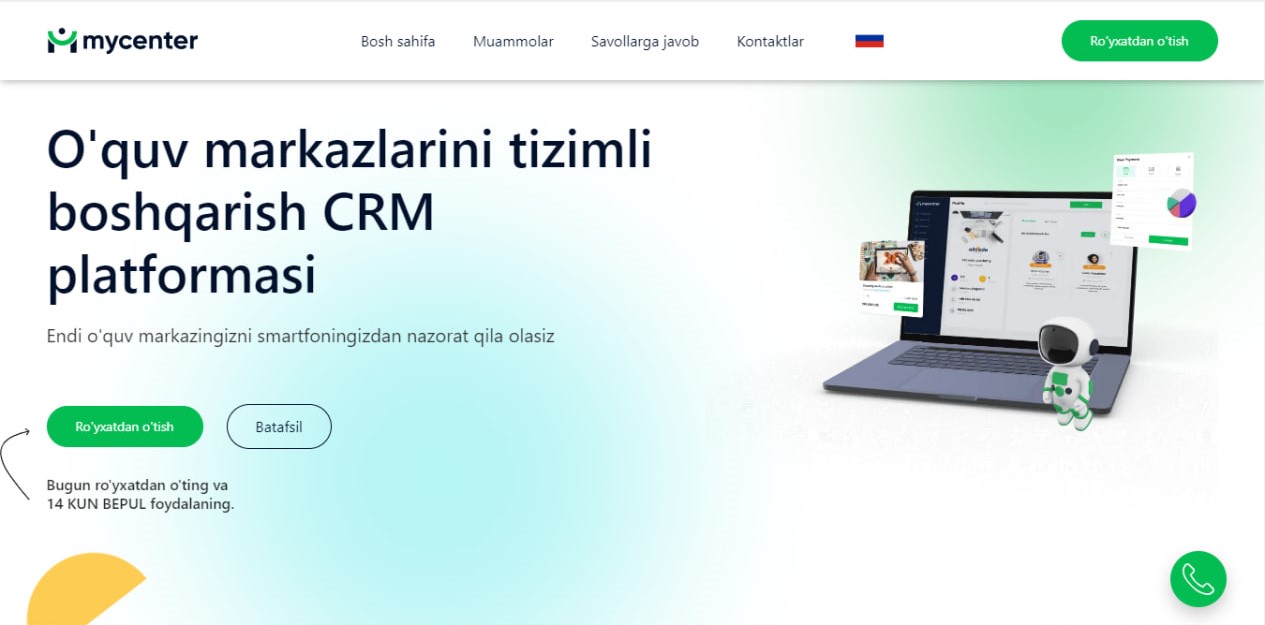 mycenter
Bosh sahifa
Muammolar
Savollarga javob
Kontaktlar
Ro'yxatdan o'tish
O'quv markazlarini tizimli
boshqarish CRM
platformasi
Endi o'quv markazingizni smartfoningizdan nazorat qila olasiz
Ro'yxatdan o'tish
Batafsil
Bugun ro'yxatdan o'ting va
14 KUN BEPUL foydalaning.
mycenter